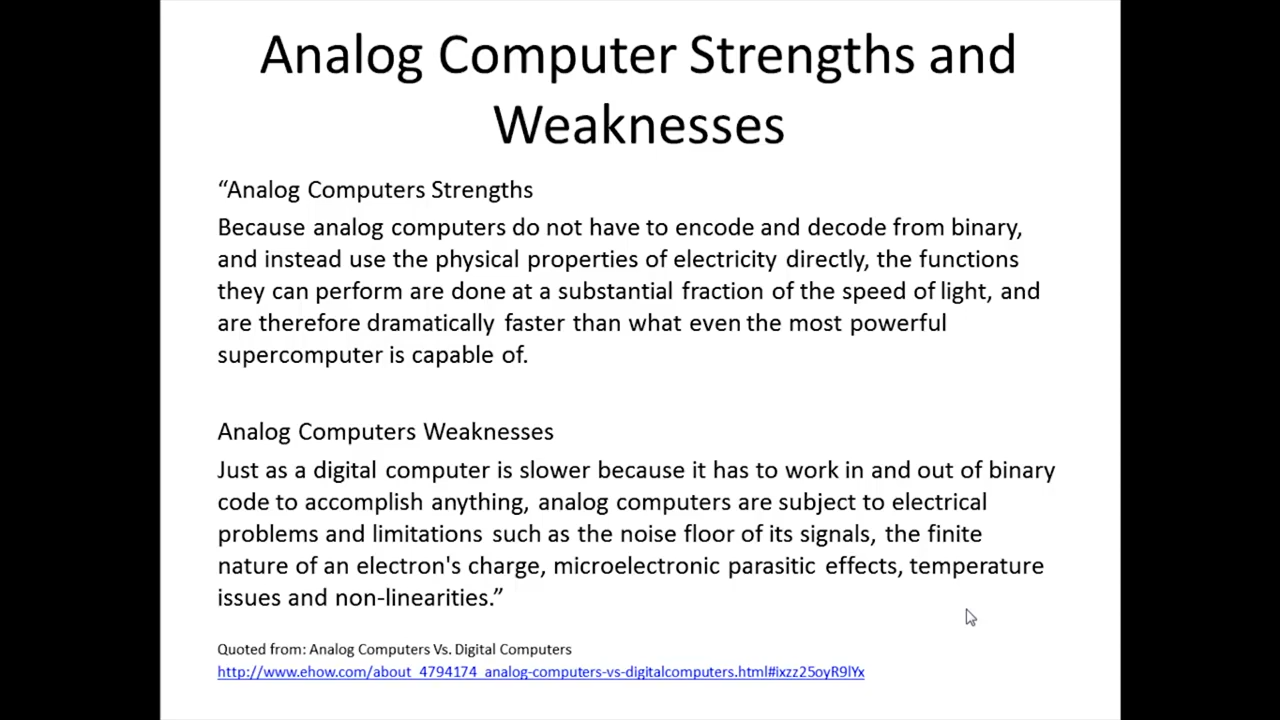 Analog Computer Strengths and
Weaknesses
“Analog Computers Strengths
Because analog computers do not have to encode and decode from binary,
and instead use the physical properties of electricity directly, the functions
they can perform are done at a substantial fraction of the speed of light, and
are therefore dramatically faster than what even the most powerful
supercomputer is capable of.
Analog Computers Weaknesses
Just as a digital computer is slower because it has to work in and out of binary
code to accomplish anything, analog computers are subject to electrical
problems and limitations such as the noise floor of its signals, the finite
nature of an electron's charge, microelectronic parasitic effects, temperature
issues and non-linearities.”
Quoted from: Analog Computers Vs. Digital Computers
http://www.ehow.com/about_4794174_analog-computers-vs-digitalcomputers.html#ixzz25oyR9lYx